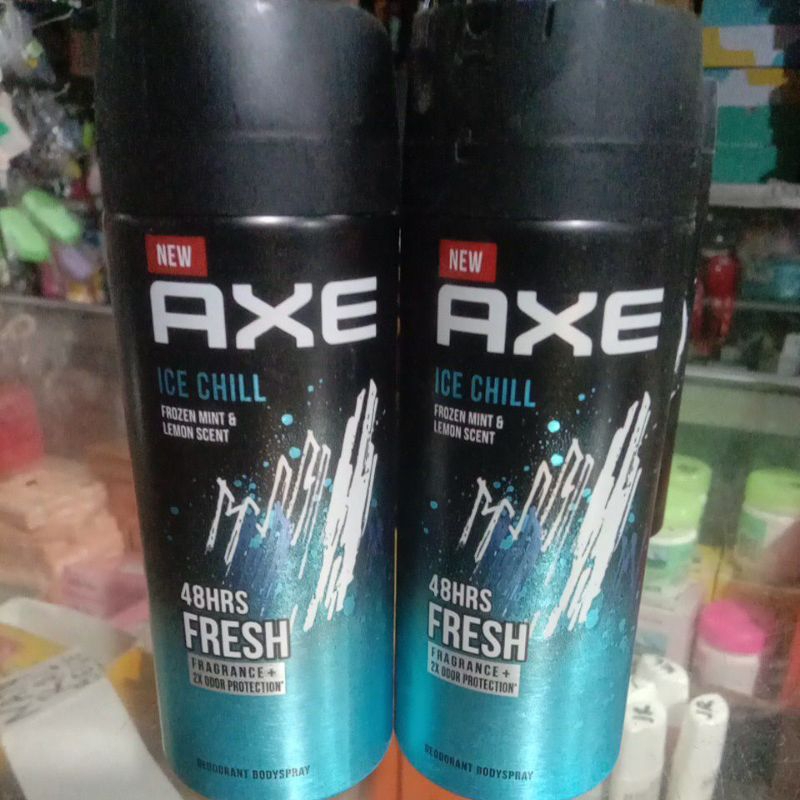 NEW
AXE
ICE CHILL
FROZEN MINT &
LEMON SCENT
48HRS
FRESH
FRAGRANCE +
2X ODOR PROTECTION*
DEODORANT BODYSPRAY
NEW
AXE
ICE CHILL
FROZEN MINT &
LEMON SCENT
48HRS
FRESH
FRAGRANCE +
2X ODOR PROTECTION*
DEODORANT BODYSPRAY